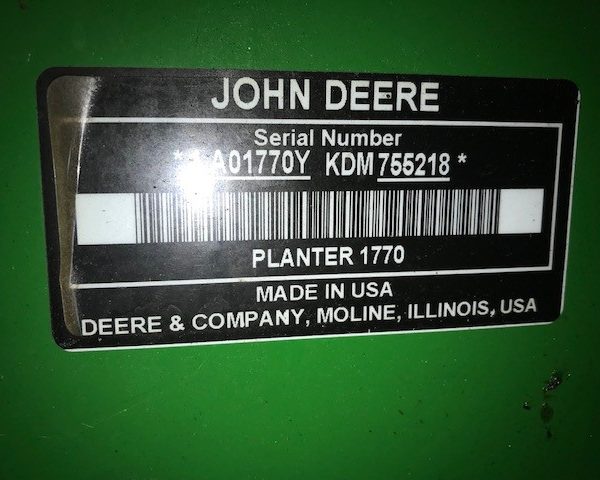 JOHN DEERE
Serial Number
A01770Y KDM 755218 *
PLANTER 1770
MADE IN USA
DEERE & COMPANY, MOLINE, ILLINOIS, USA